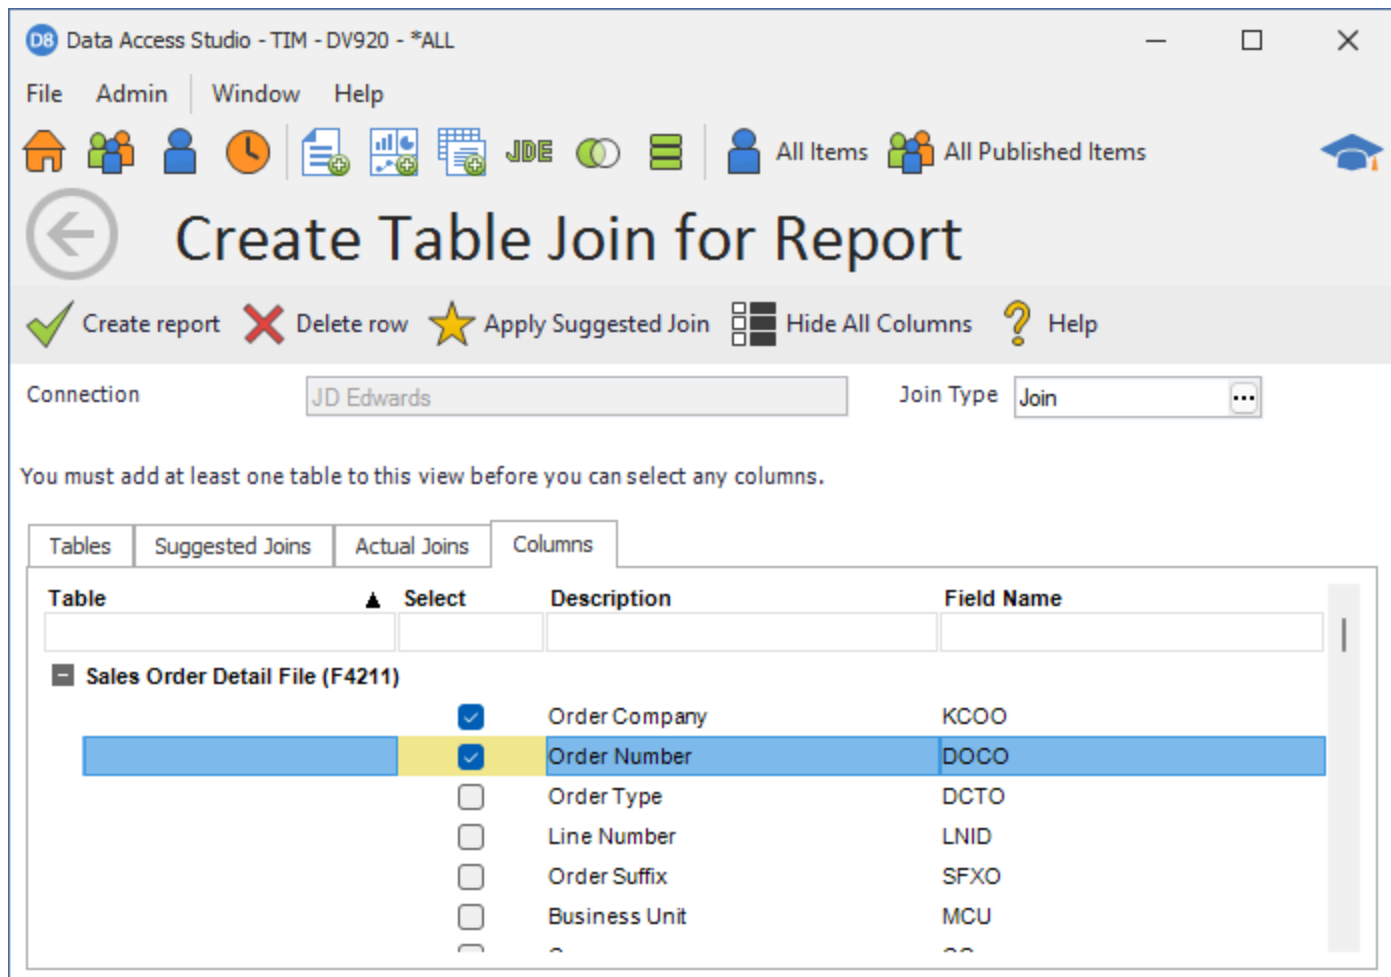 D8 Data Access Studio - TIM - DV920 - *ALL
File Admin Window Help
JDE All Items All Published Items
Create Table Join for Report
Create report Delete row Apply Suggested Join Hide All Columns Help
Connection JD Edwards Join Type Join ...
You must add at least one table to this view before you can select any columns.
Tables Suggested Joins Actual Joins Columns
Table Select Description Field Name
Sales Order Detail File (F4211)
Order Company KCOO
Order Number DOCO
Order Type DCTO
Line Number LNID
Order Suffix SFXO
Business Unit MCU